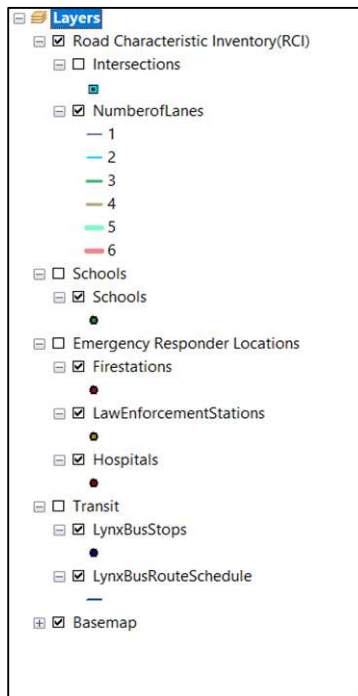 Layers
Road Characteristic Inventory(RCI)
Intersections
NumberofLanes
1
2
3
4
5
6
Schools
Schools
Emergency Responder Locations
Firestations
LawEnforcementStations
Hospitals
Transit
LynxBusStops
LynxBusRouteSchedule
Basemap